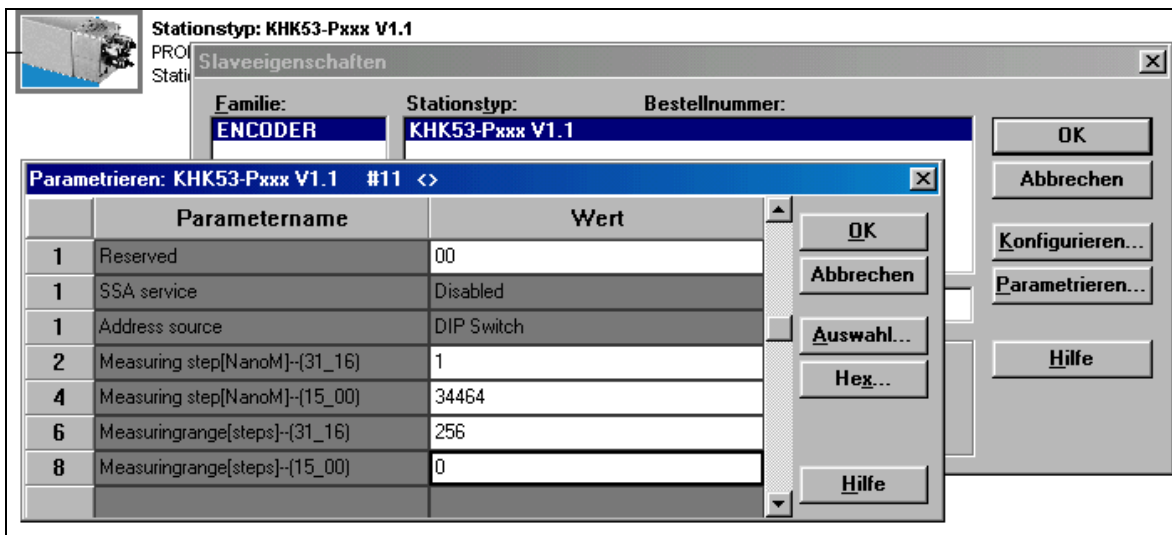 Stationstyp: KHK53-Pxxx V1.1
PRO
Stati
Slaveeigenschaften
Familie: Stationstyp: Bestellnummer:
ENCODER KHK53-Pxxx V1.1
OK
Abbrechen
Konfigurieren...
Parametrieren...
Hilfe
Parametrieren: KHK53-Pxxx V1.1 #11 <>
Parametername Wert
1 Reserved 00
1 SSA service Disabled
1 Address source DIP Switch
2 Measuring step[NanoM]--(31_16) 1
4 Measuring step[NanoM]--(15_00) 34464
6 Measuringrange[steps]--(31_16) 256
8 Measuringrange[steps]--(15_00) 0
OK
Abbrechen
Auswahl...
Hex...
Hilfe